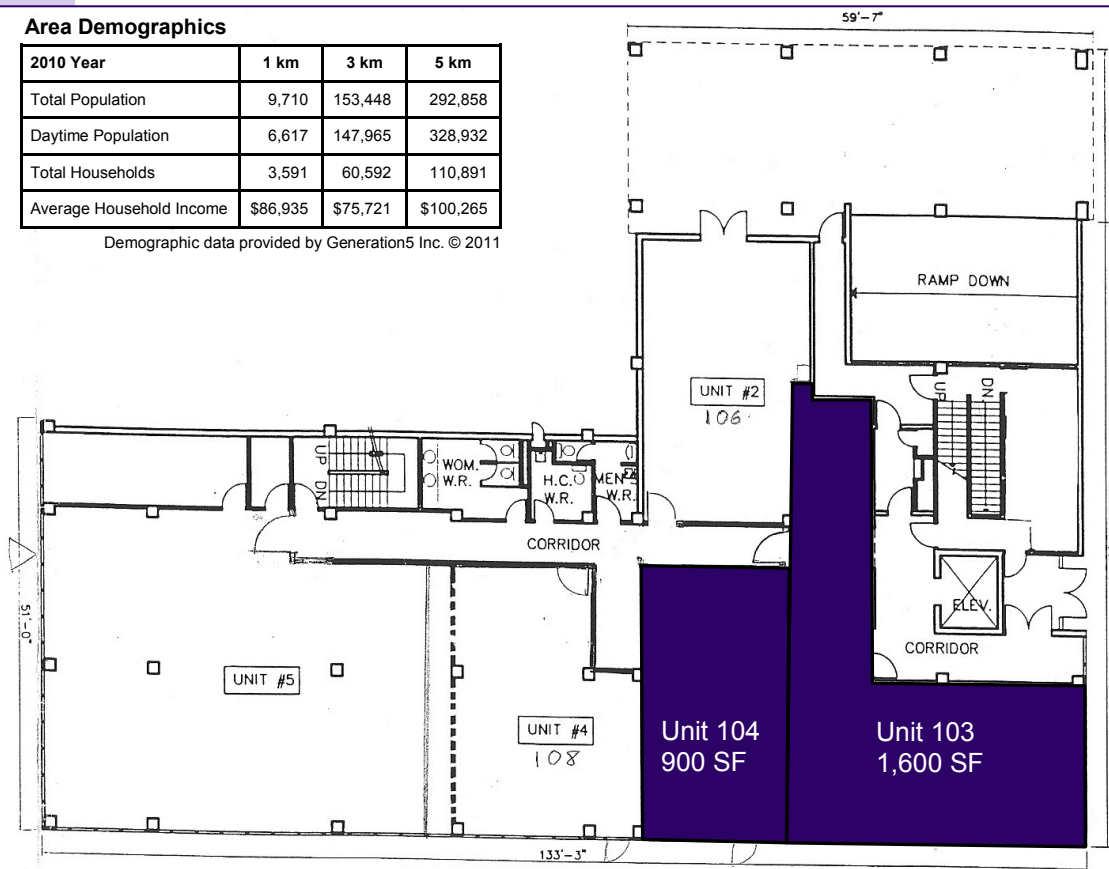 Area Demographics
2010 Year 1 km 3 km 5 km
Total Population 9,710 153,448 292,858
Daytime Population 6,617 147,965 328,932
Total Households 3,591 60,592 110,891
Average Household Income $86,935 $75,721 $100,265
Demographic data provided by Generation5 Inc. © 2011
59'-7"
RAMP DOWN
UNIT #2
106
UP
DN.
UP
DN.
WOM.
W.R.
H.C.
W.R.
MEN'S
W.R.
CORRIDOR
ELEV.
CORRIDOR
51'-0"
UNIT #5
UNIT #4
108
Unit 104
900 SF
Unit 103
1,600 SF
133'-3"